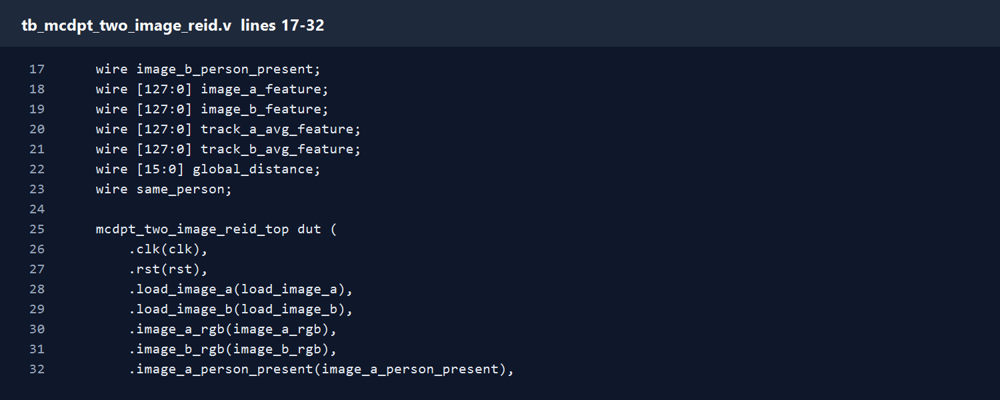 tb_mcdpt_two_image_reid.v  lines 17-32
17      wire image_b_person_present;
18      wire [127:0] image_a_feature;
19      wire [127:0] image_b_feature;
20      wire [127:0] track_a_avg_feature;
21      wire [127:0] track_b_avg_feature;
22      wire [15:0] global_distance;
23      wire same_person;
24
25      mcdpt_two_image_reid_top dut (
26          .clk(clk),
27          .rst(rst),
28          .load_image_a(load_image_a),
29          .load_image_b(load_image_b),
30          .image_a_rgb(image_a_rgb),
31          .image_b_rgb(image_b_rgb),
32          .image_a_person_present(image_a_person_present),